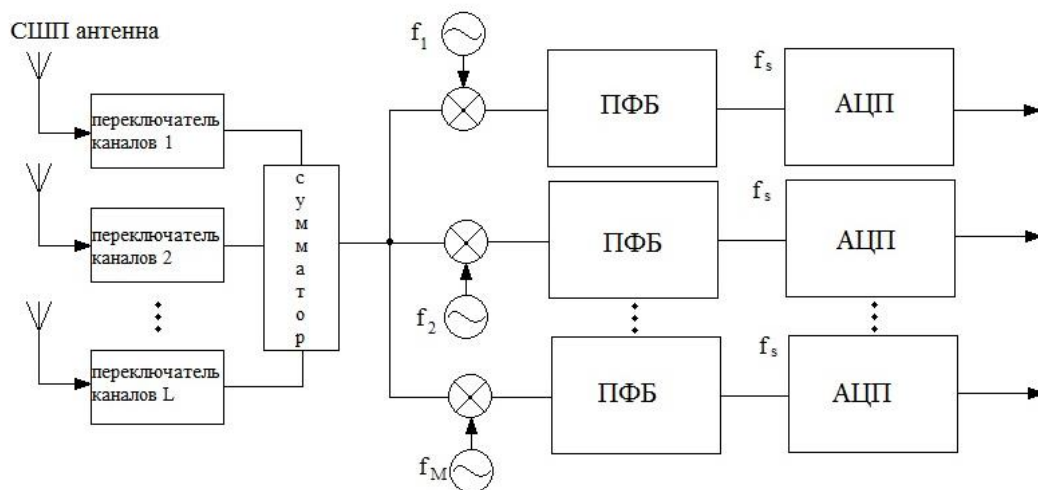 СШП антенна
переключатель
каналов 1
переключатель
каналов 2
переключатель
каналов L
сумматор
f1
ПФБ
fs
АЦП
f2
ПФБ
fs
АЦП
fM
ПФБ
fs
АЦП